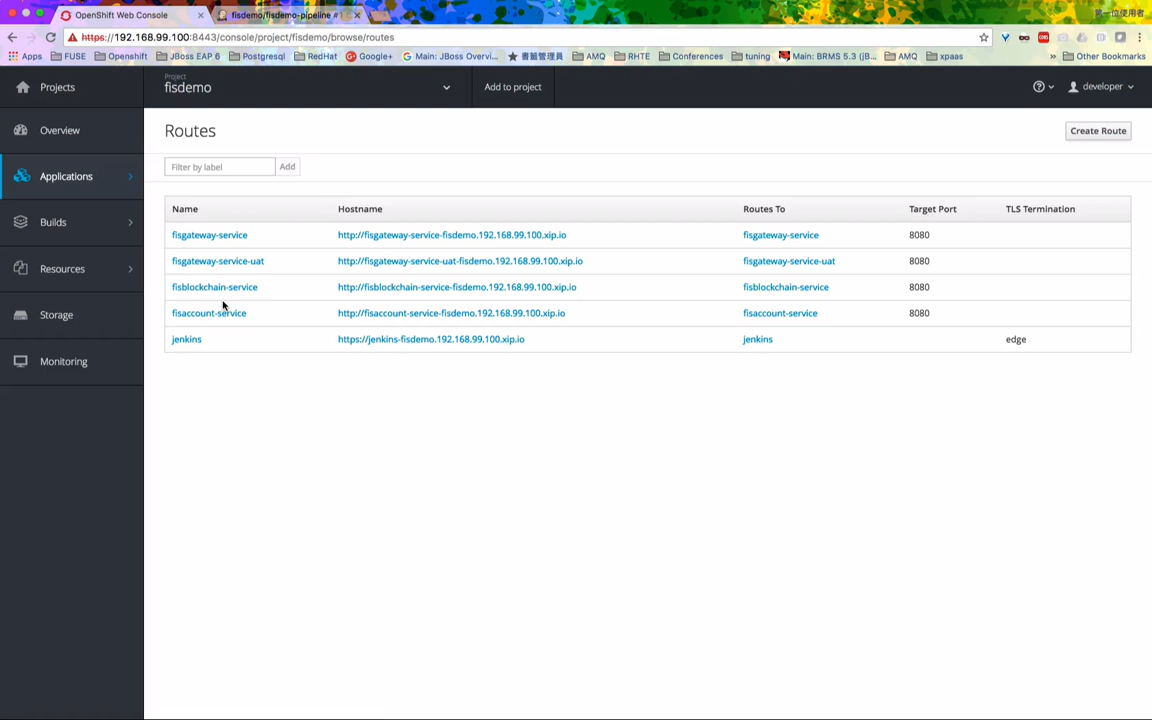 OpenShift Web Console
fisdemo/fisdemo-pipeline #1
第一位使用者
https://192.168.99.100:8443/console/project/fisdemo/browse/routes
Apps FUSE Openshift JBoss EAP 6 Postgresql RedHat Google+ Main: JBoss Overvi... 書籤管理員 AMQ RHTE Conferences tuning Main: BRMS 5.3 (jB... AMQ xpaas » Other Bookmarks
Projects
Project
fisdemo
Add to project
developer
Overview
Applications
Builds
Resources
Storage
Monitoring
Routes
Create Route
Filter by label Add
Name Hostname Routes To Target Port TLS Termination
fisgateway-service http://fisgateway-service-fisdemo.192.168.99.100.xip.io fisgateway-service 8080
fisgateway-service-uat http://fisgateway-service-uat-fisdemo.192.168.99.100.xip.io fisgateway-service-uat 8080
fisblockchain-service http://fisblockchain-service-fisdemo.192.168.99.100.xip.io fisblockchain-service 8080
fisaccount-service http://fisaccount-service-fisdemo.192.168.99.100.xip.io fisaccount-service 8080
jenkins https://jenkins-fisdemo.192.168.99.100.xip.io jenkins edge